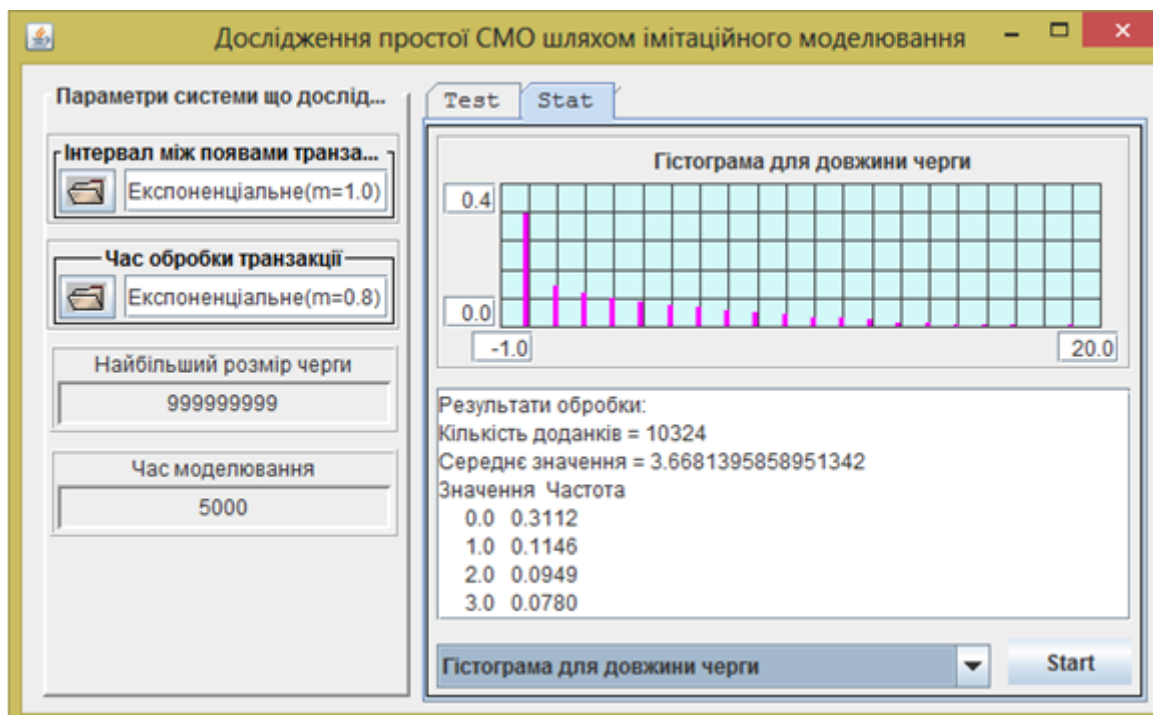 Дослідження простої СМО шляхом імітаційного моделювання
Параметри системи що дослід...
Інтервал між появами транза...
Експоненціальне(m=1.0)
Час обробки транзакції
Експоненціальне(m=0.8)
Найбільший розмір черги
999999999
Час моделювання
5000
Test
Stat
Гістограма для довжини черги
0.4
0.0
-1.0
20.0
Результати обробки:
Кількість доданків = 10324
Середнє значення = 3.6681395858951342
Значення Частота
0.0 0.3112
1.0 0.1146
2.0 0.0949
3.0 0.0780
Гістограма для довжини черги
Start